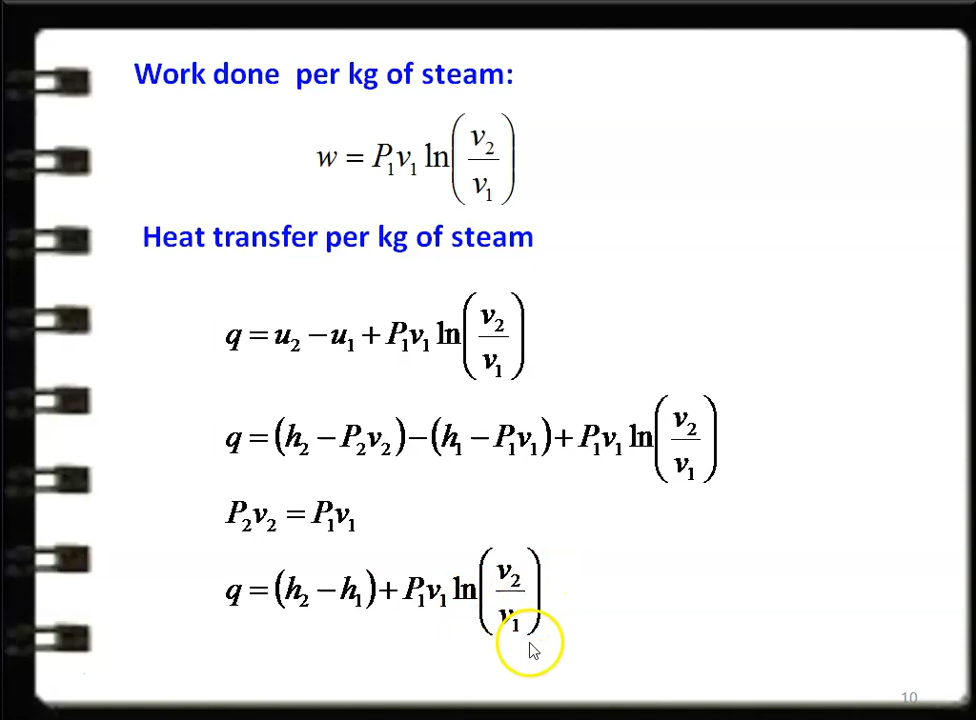 Work done per kg of steam:
w = P₁v₁ ln(v₂/v₁)
Heat transfer per kg of steam
q = u₂ − u₁ + P₁v₁ ln(v₂/v₁)
q = (h₂ − P₂v₂) − (h₁ − P₁v₁) + P₁v₁ ln(v₂/v₁)
P₂v₂ = P₁v₁
q = (h₂ − h₁) + P₁v₁ ln(v₂/v₁)
10